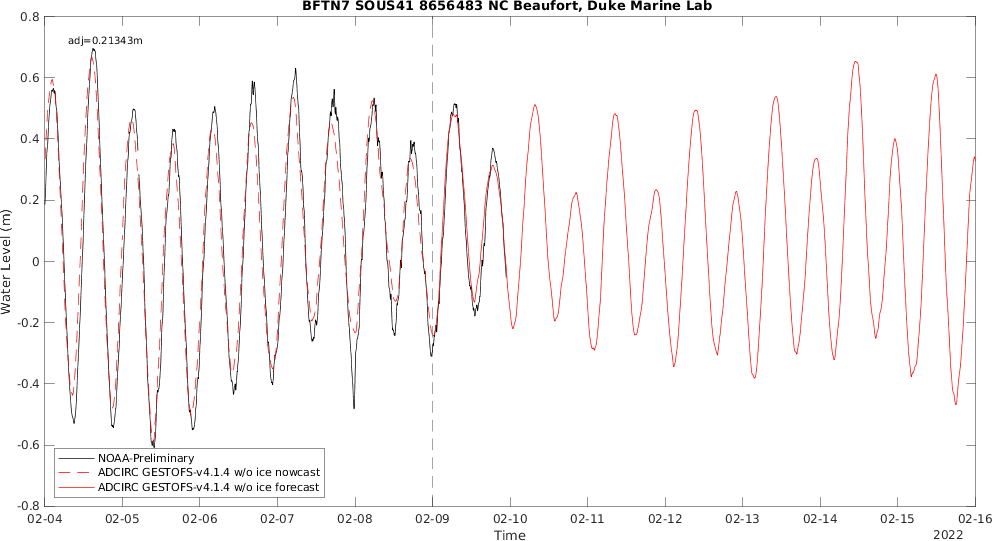 BFTN7 SOUS41 8656483 NC Beaufort, Duke Marine Lab
adj=0.21343m
Water Level (m)
0.8
0.6
0.4
0.2
0
-0.2
-0.4
-0.6
-0.8
NOAA-Preliminary
ADCIRC GESTOFS-v4.1.4 w/o ice nowcast
ADCIRC GESTOFS-v4.1.4 w/o ice forecast
02-04 02-05 02-06 02-07 02-08 02-09 02-10 02-11 02-12 02-13 02-14 02-15 02-16
Time
2022